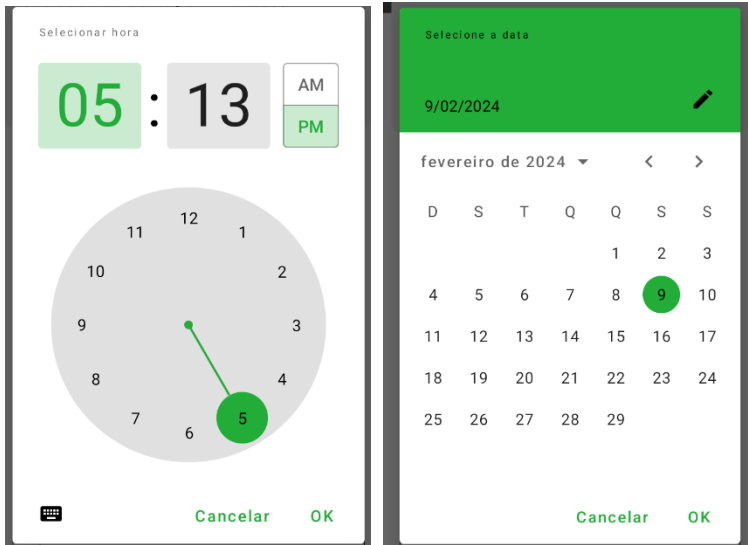 Selecionar hora
05 : 13
AM
PM
12
11 1
10 2
9 3
8 4
7 5
6
Cancelar OK
Selecione a data
9/02/2024
fevereiro de 2024
D S T Q Q S S
1 2 3
4 5 6 7 8 9 10
11 12 13 14 15 16 17
18 19 20 21 22 23 24
25 26 27 28 29
Cancelar OK